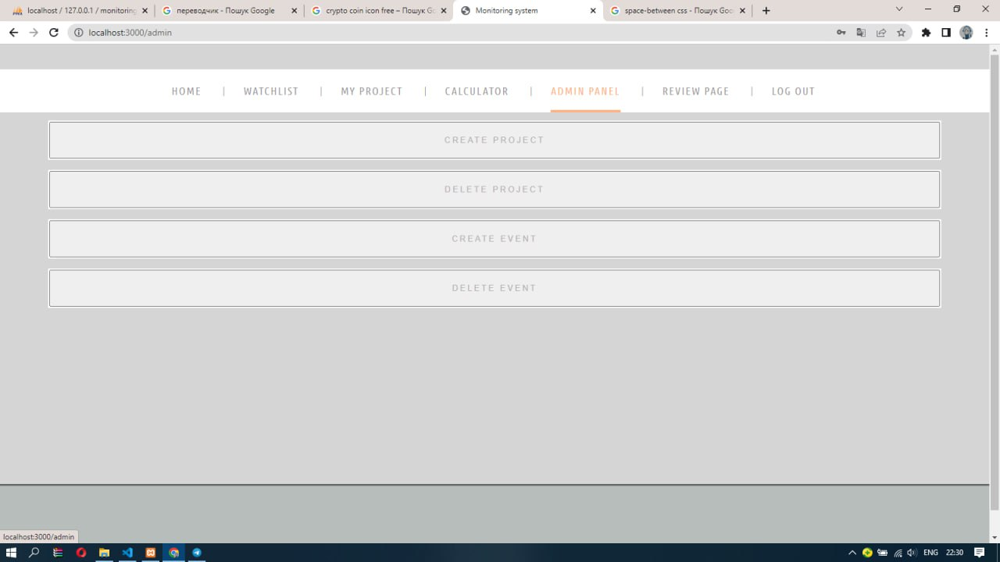 localhost / 127.0.0.1 / monitoring
переводчик - Пошук Google
crypto coin icon free – Пошук Go
Monitoring system
space-between css - Пошук Goo
localhost:3000/admin
HOME | WATCHLIST | MY PROJECT | CALCULATOR | ADMIN PANEL | REVIEW PAGE | LOG OUT
CREATE PROJECT
DELETE PROJECT
CREATE EVENT
DELETE EVENT
localhost:3000/admin
ENG 22:30